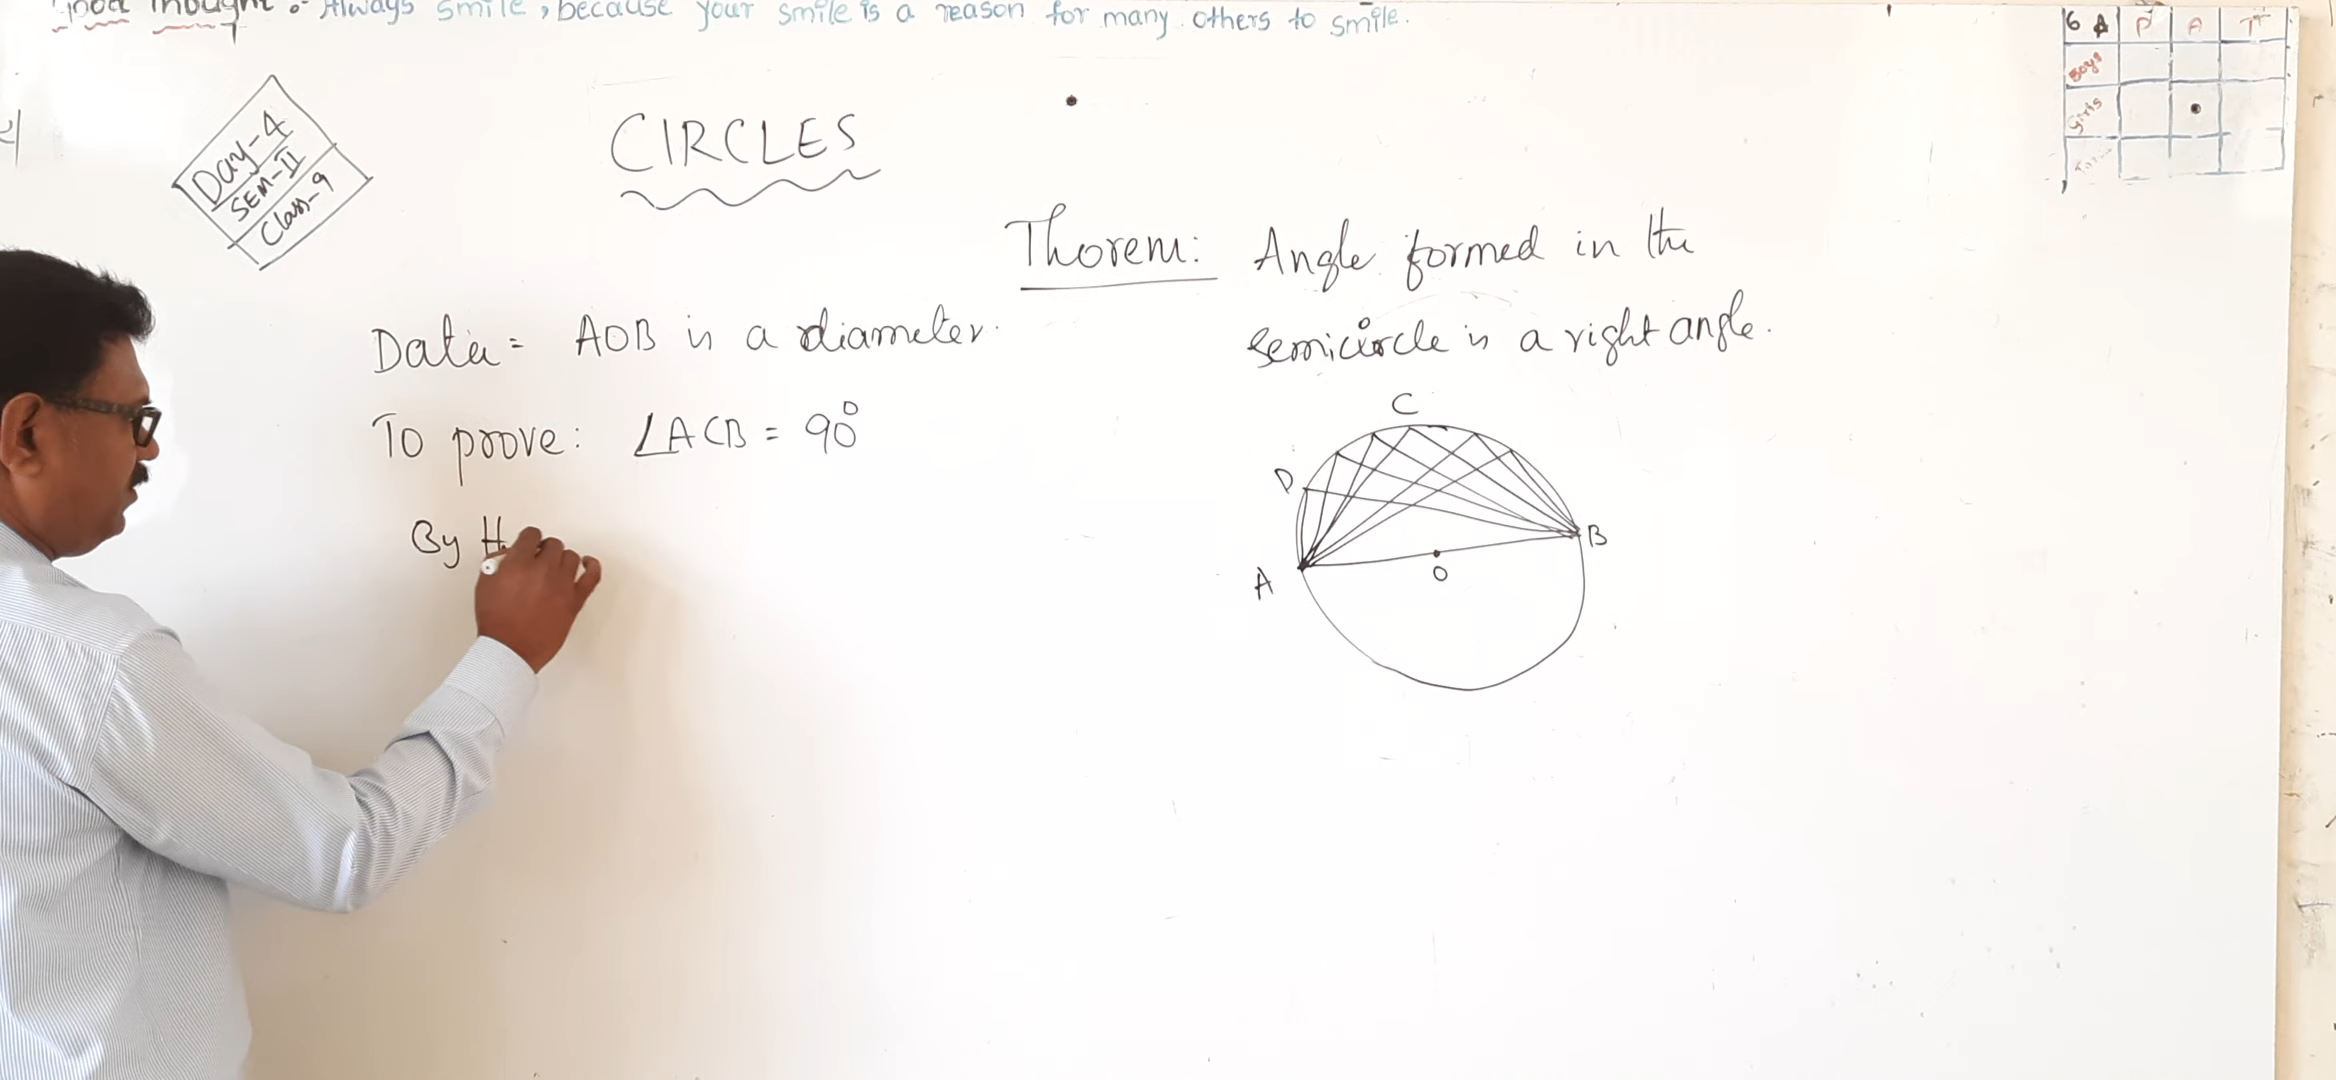 Good Thought :- Always smile, because your smile is a reason for many others to smile.
6 A P A T
Boys
Girls
Day-4
SEM-II
Class-9
CIRCLES
Thorem: Angle formed in the
semicircle is a right angle.
Data = AOB is a diameter.
To prove: ∠ACB = 90°
By H
C
D
B
A
O